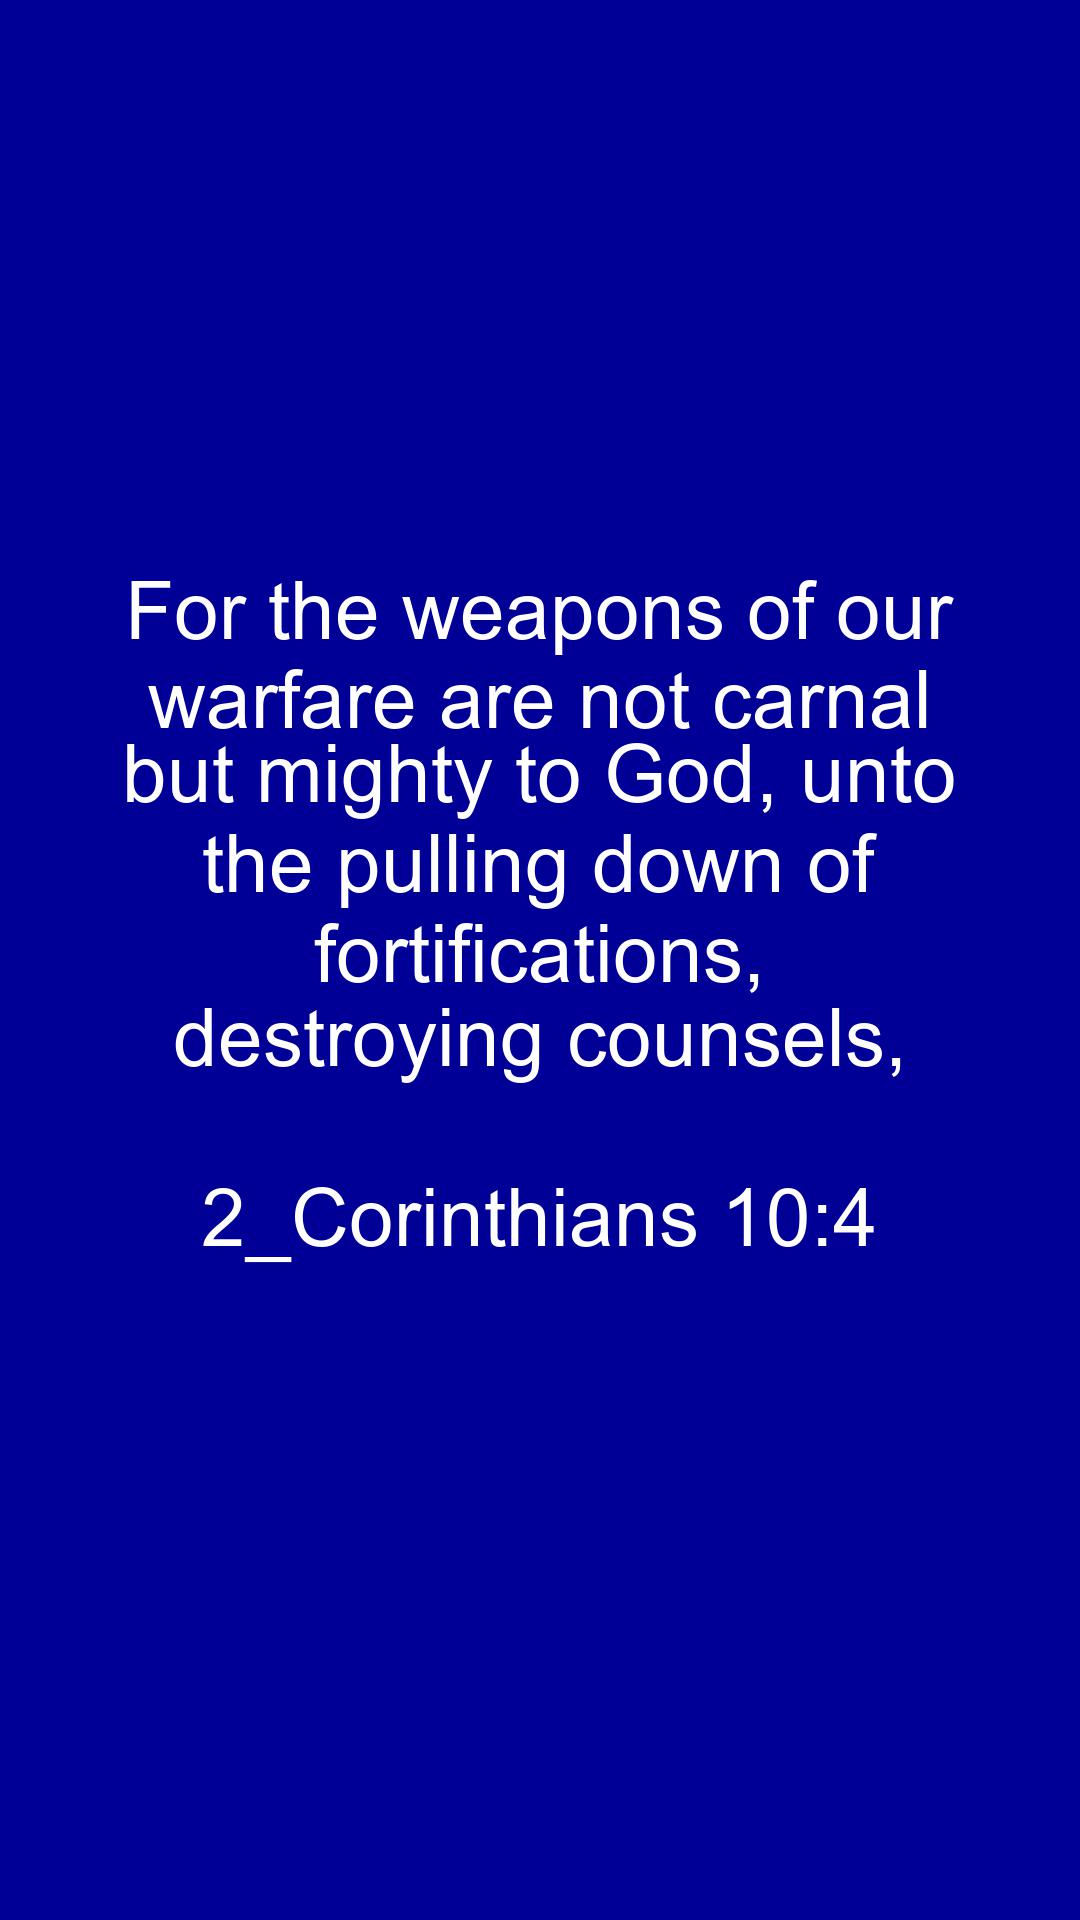 For the weapons of our
warfare are not carnal
but mighty to God, unto
the pulling down of
fortifications,
destroying counsels,
2_Corinthians 10:4